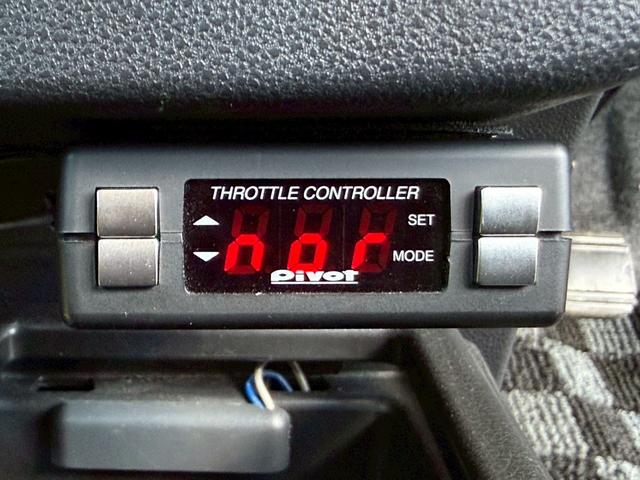 THROTTLE CONTROLLER
▲ SET
nor
▼ MODE
Pivot